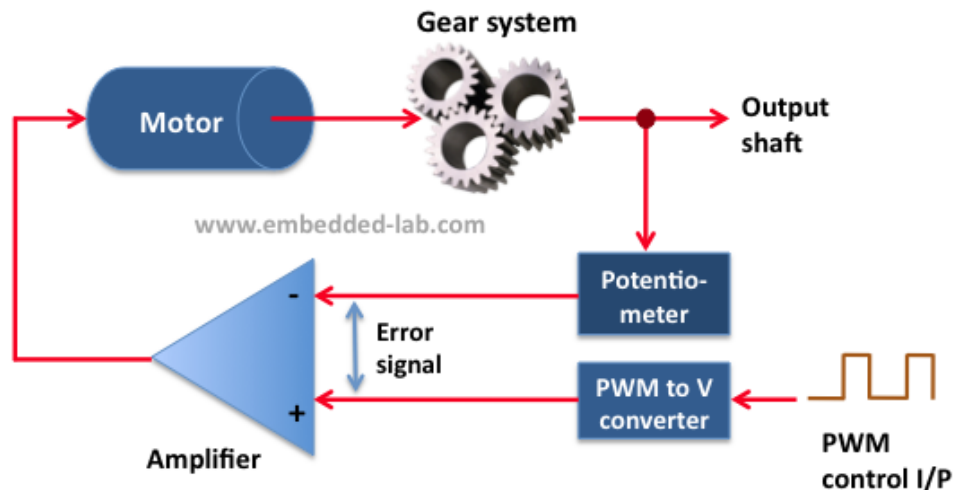 Gear system
Motor
Output
shaft
www.embedded-lab.com
Potentio-
meter
-
Error
signal
+
PWM to V
converter
Amplifier
PWM
control I/P